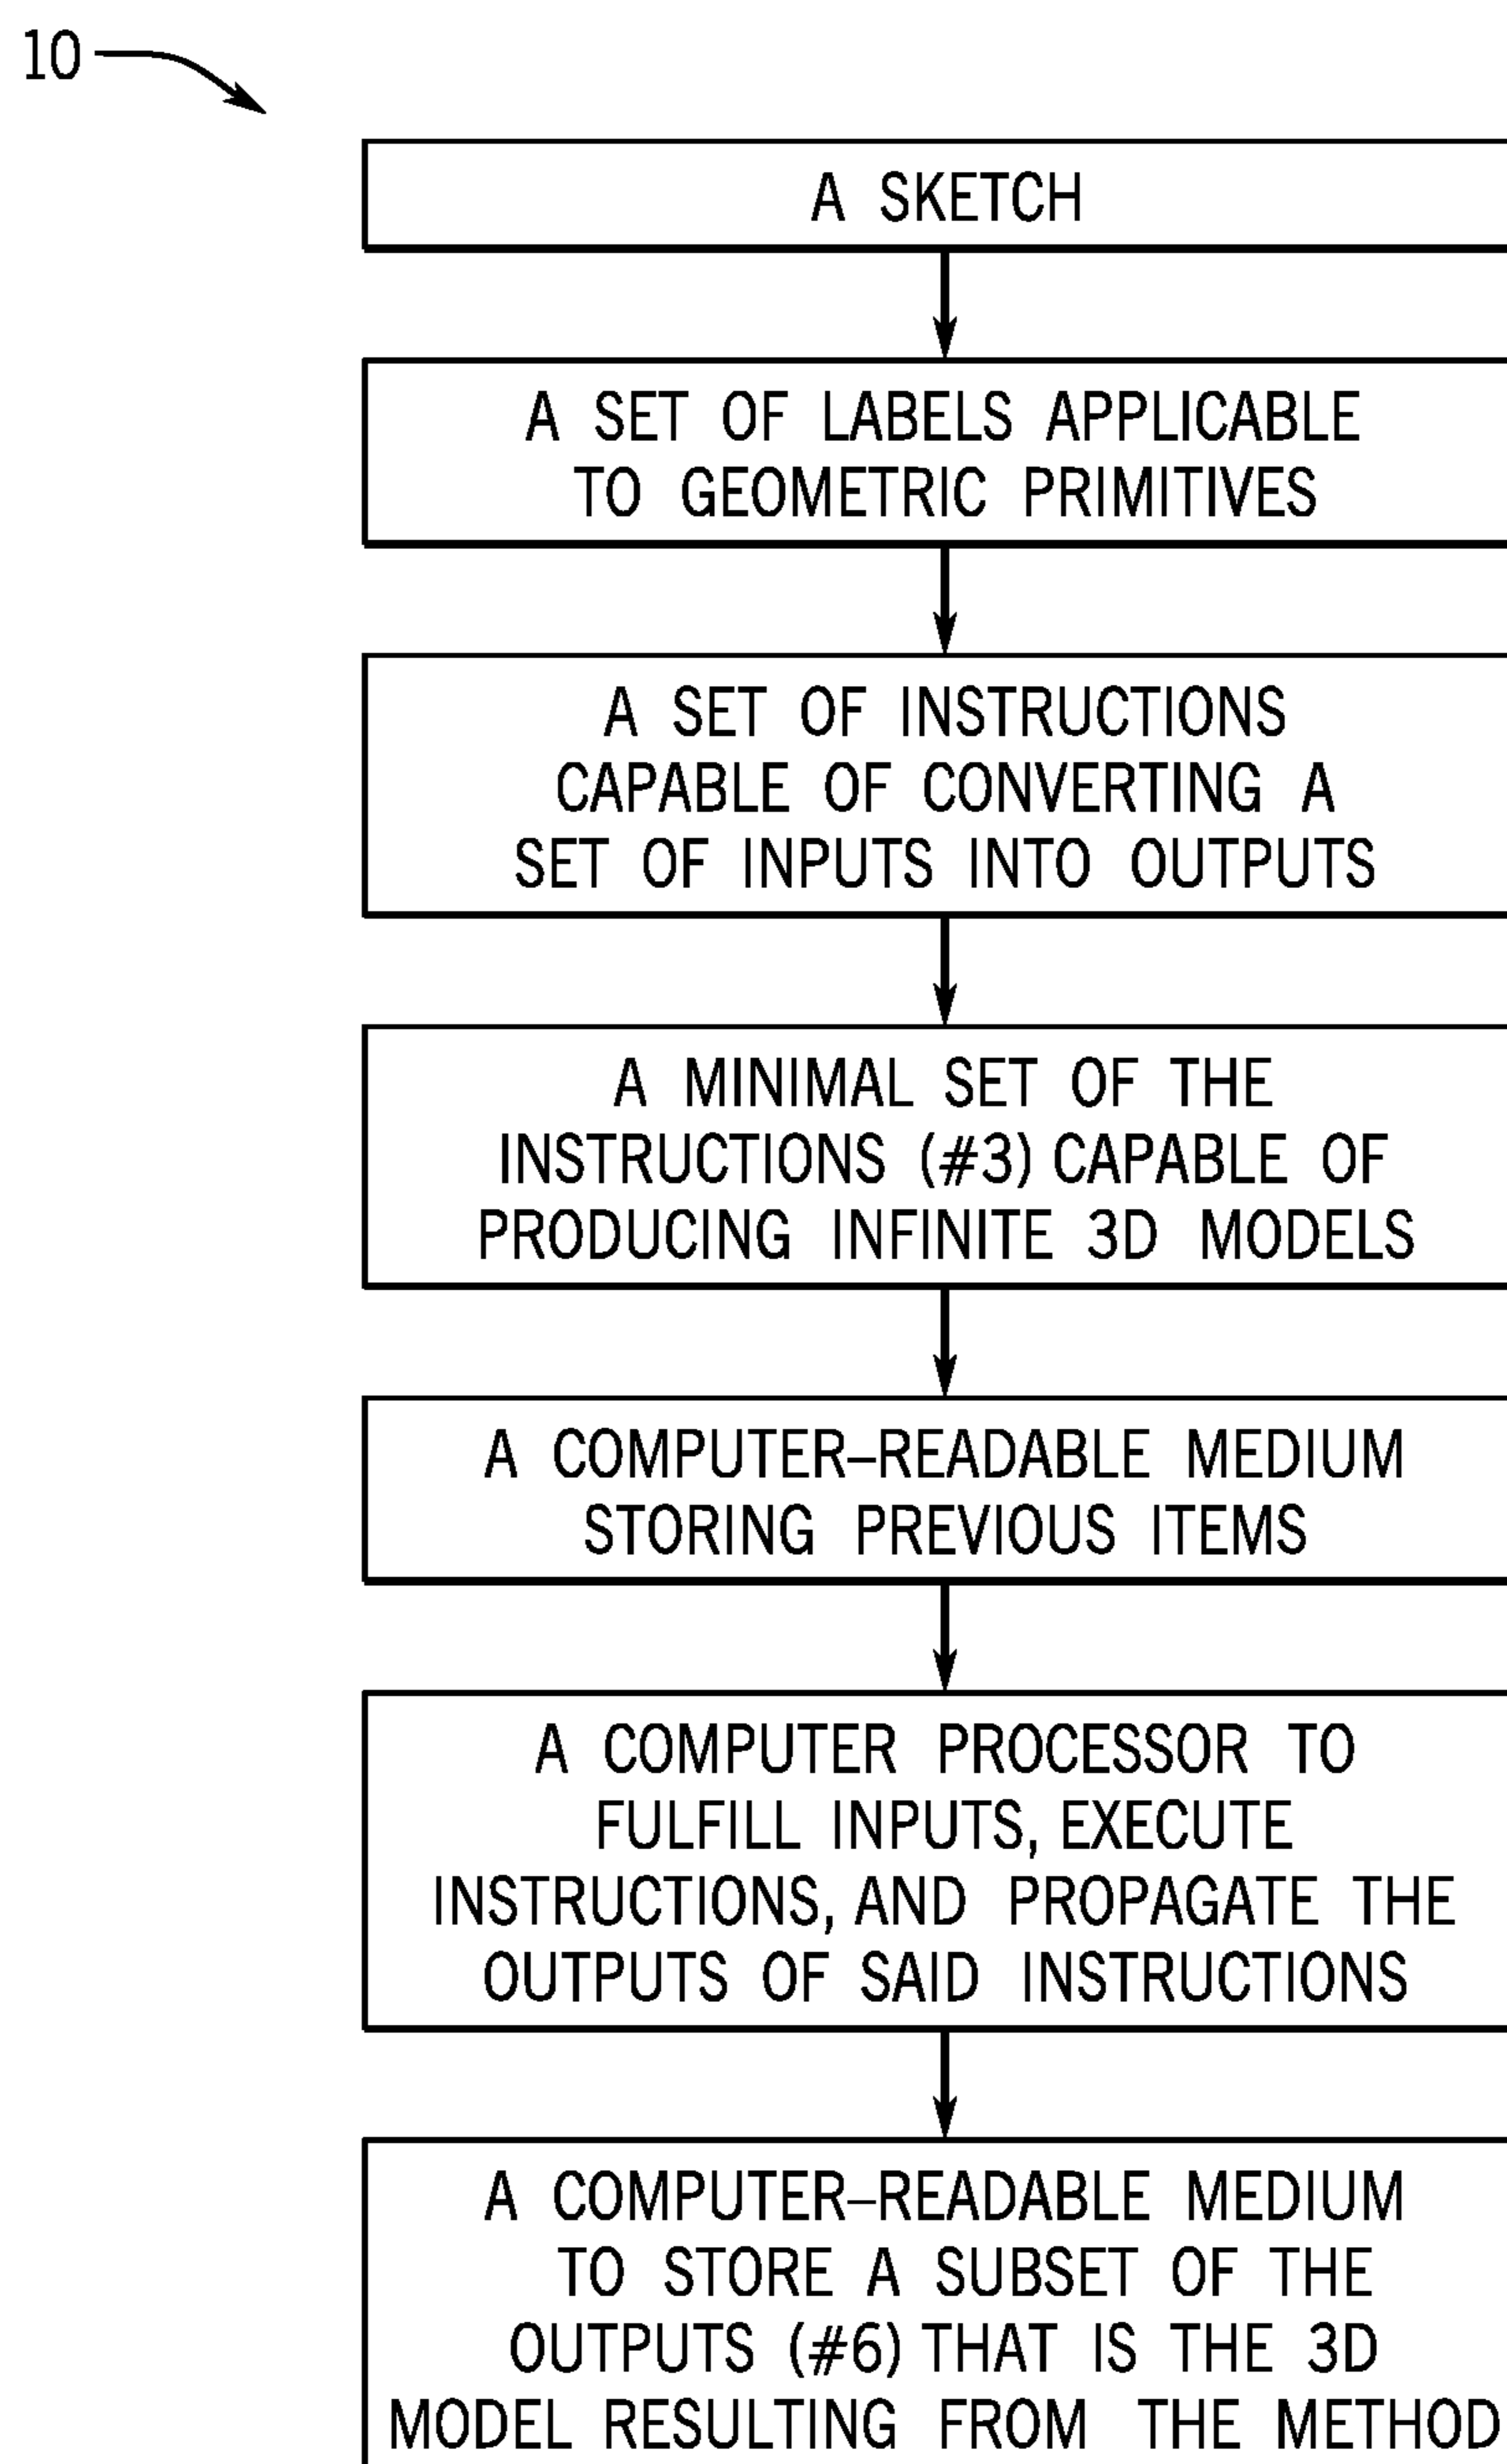 10
A SKETCH
A SET OF LABELS APPLICABLE
TO GEOMETRIC PRIMITIVES
A SET OF INSTRUCTIONS
CAPABLE OF CONVERTING A
SET OF INPUTS INTO OUTPUTS
A MINIMAL SET OF THE
INSTRUCTIONS (#3) CAPABLE OF
PRODUCING INFINITE 3D MODELS
A COMPUTER-READABLE MEDIUM
STORING PREVIOUS ITEMS
A COMPUTER PROCESSOR TO
FULFILL INPUTS, EXECUTE
INSTRUCTIONS, AND PROPAGATE THE
OUTPUTS OF SAID INSTRUCTIONS
A COMPUTER-READABLE MEDIUM
TO STORE A SUBSET OF THE
OUTPUTS (#6) THAT IS THE 3D
MODEL RESULTING FROM THE METHOD